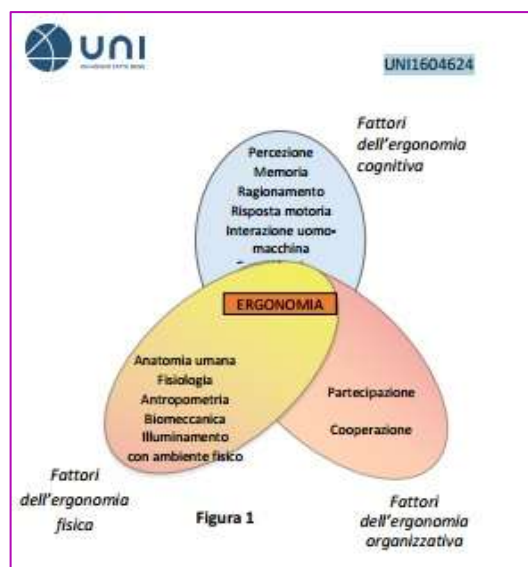 UNI
UNI1604624
Fattori
dell'ergonomia
cognitiva
Percezione
Memoria
Ragionamento
Risposta motoria
Interazione uomo-
macchina
ERGONOMIA
Anatomia umana
Fisiologia
Antropometria
Biomeccanica
Illuminamento
con ambiente fisico
Partecipazione
Cooperazione
Fattori
dell'ergonomia
fisica
Figura 1
Fattori
dell'ergonomia
organizzativa